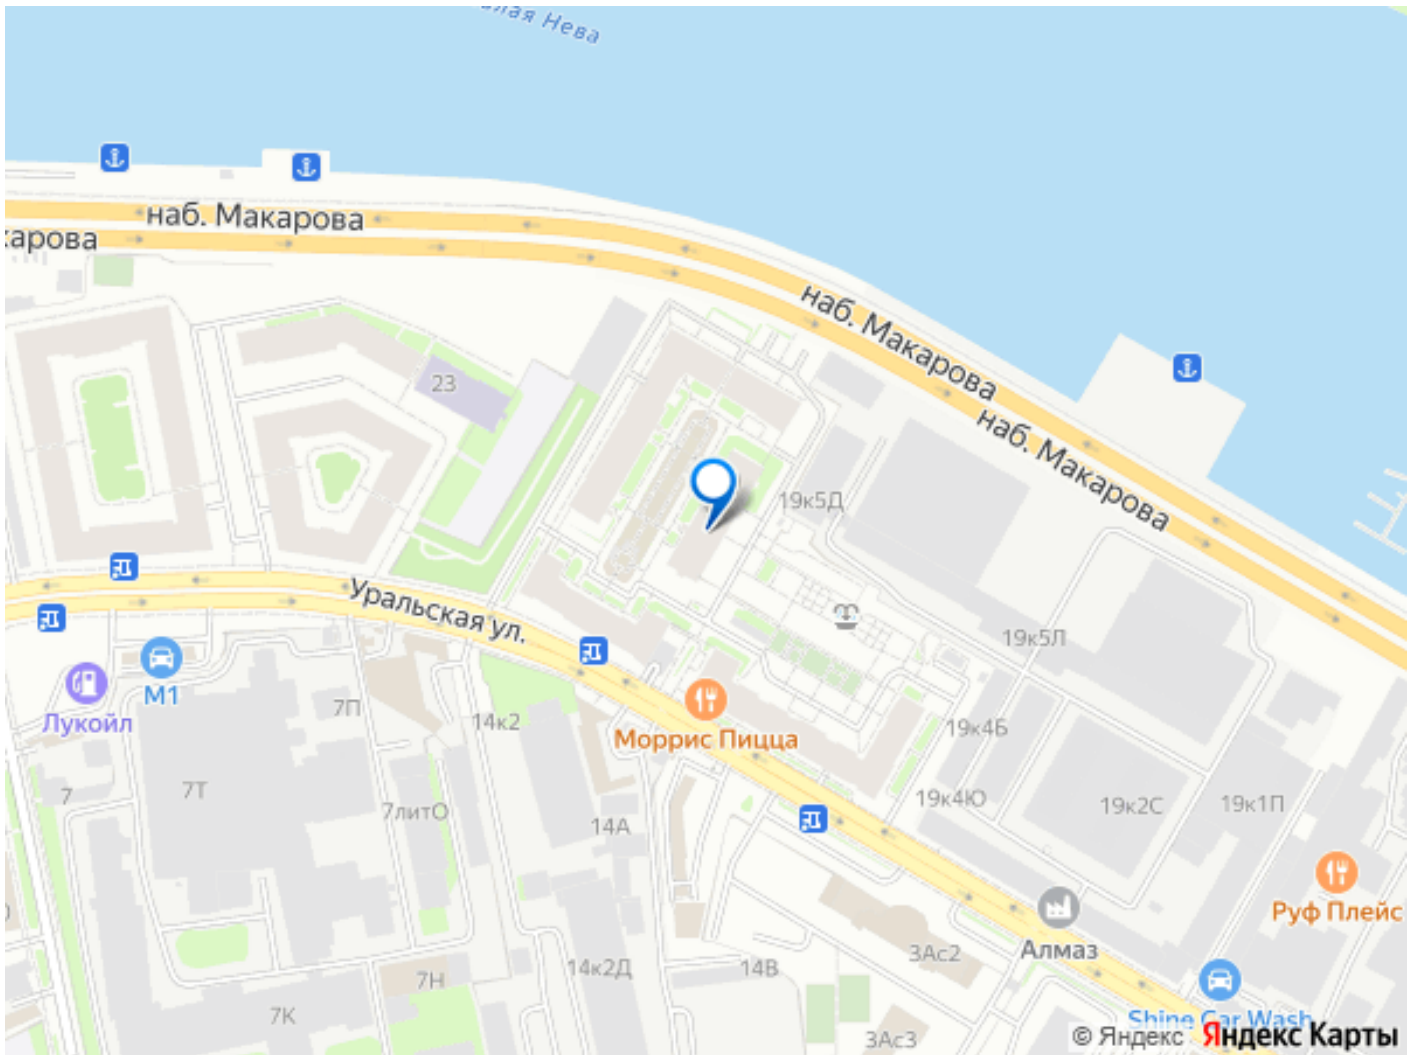 Нева
наб. Макарова
наб. Макарова
наб. Макарова
23
19к5Д
Уральская ул.
19к5Л
М1
Лукойл
7П
14к2
Моррис Пицца
19к4Б
7
7Т
7литО
19к4Ю
19к2С
19к1П
14А
Руф Плейс
3Ас2
Алмаз
14к2Д
14В
7Н
7К
3Ас3
Shine Car Wash
© Яндекс Яндекс Карты